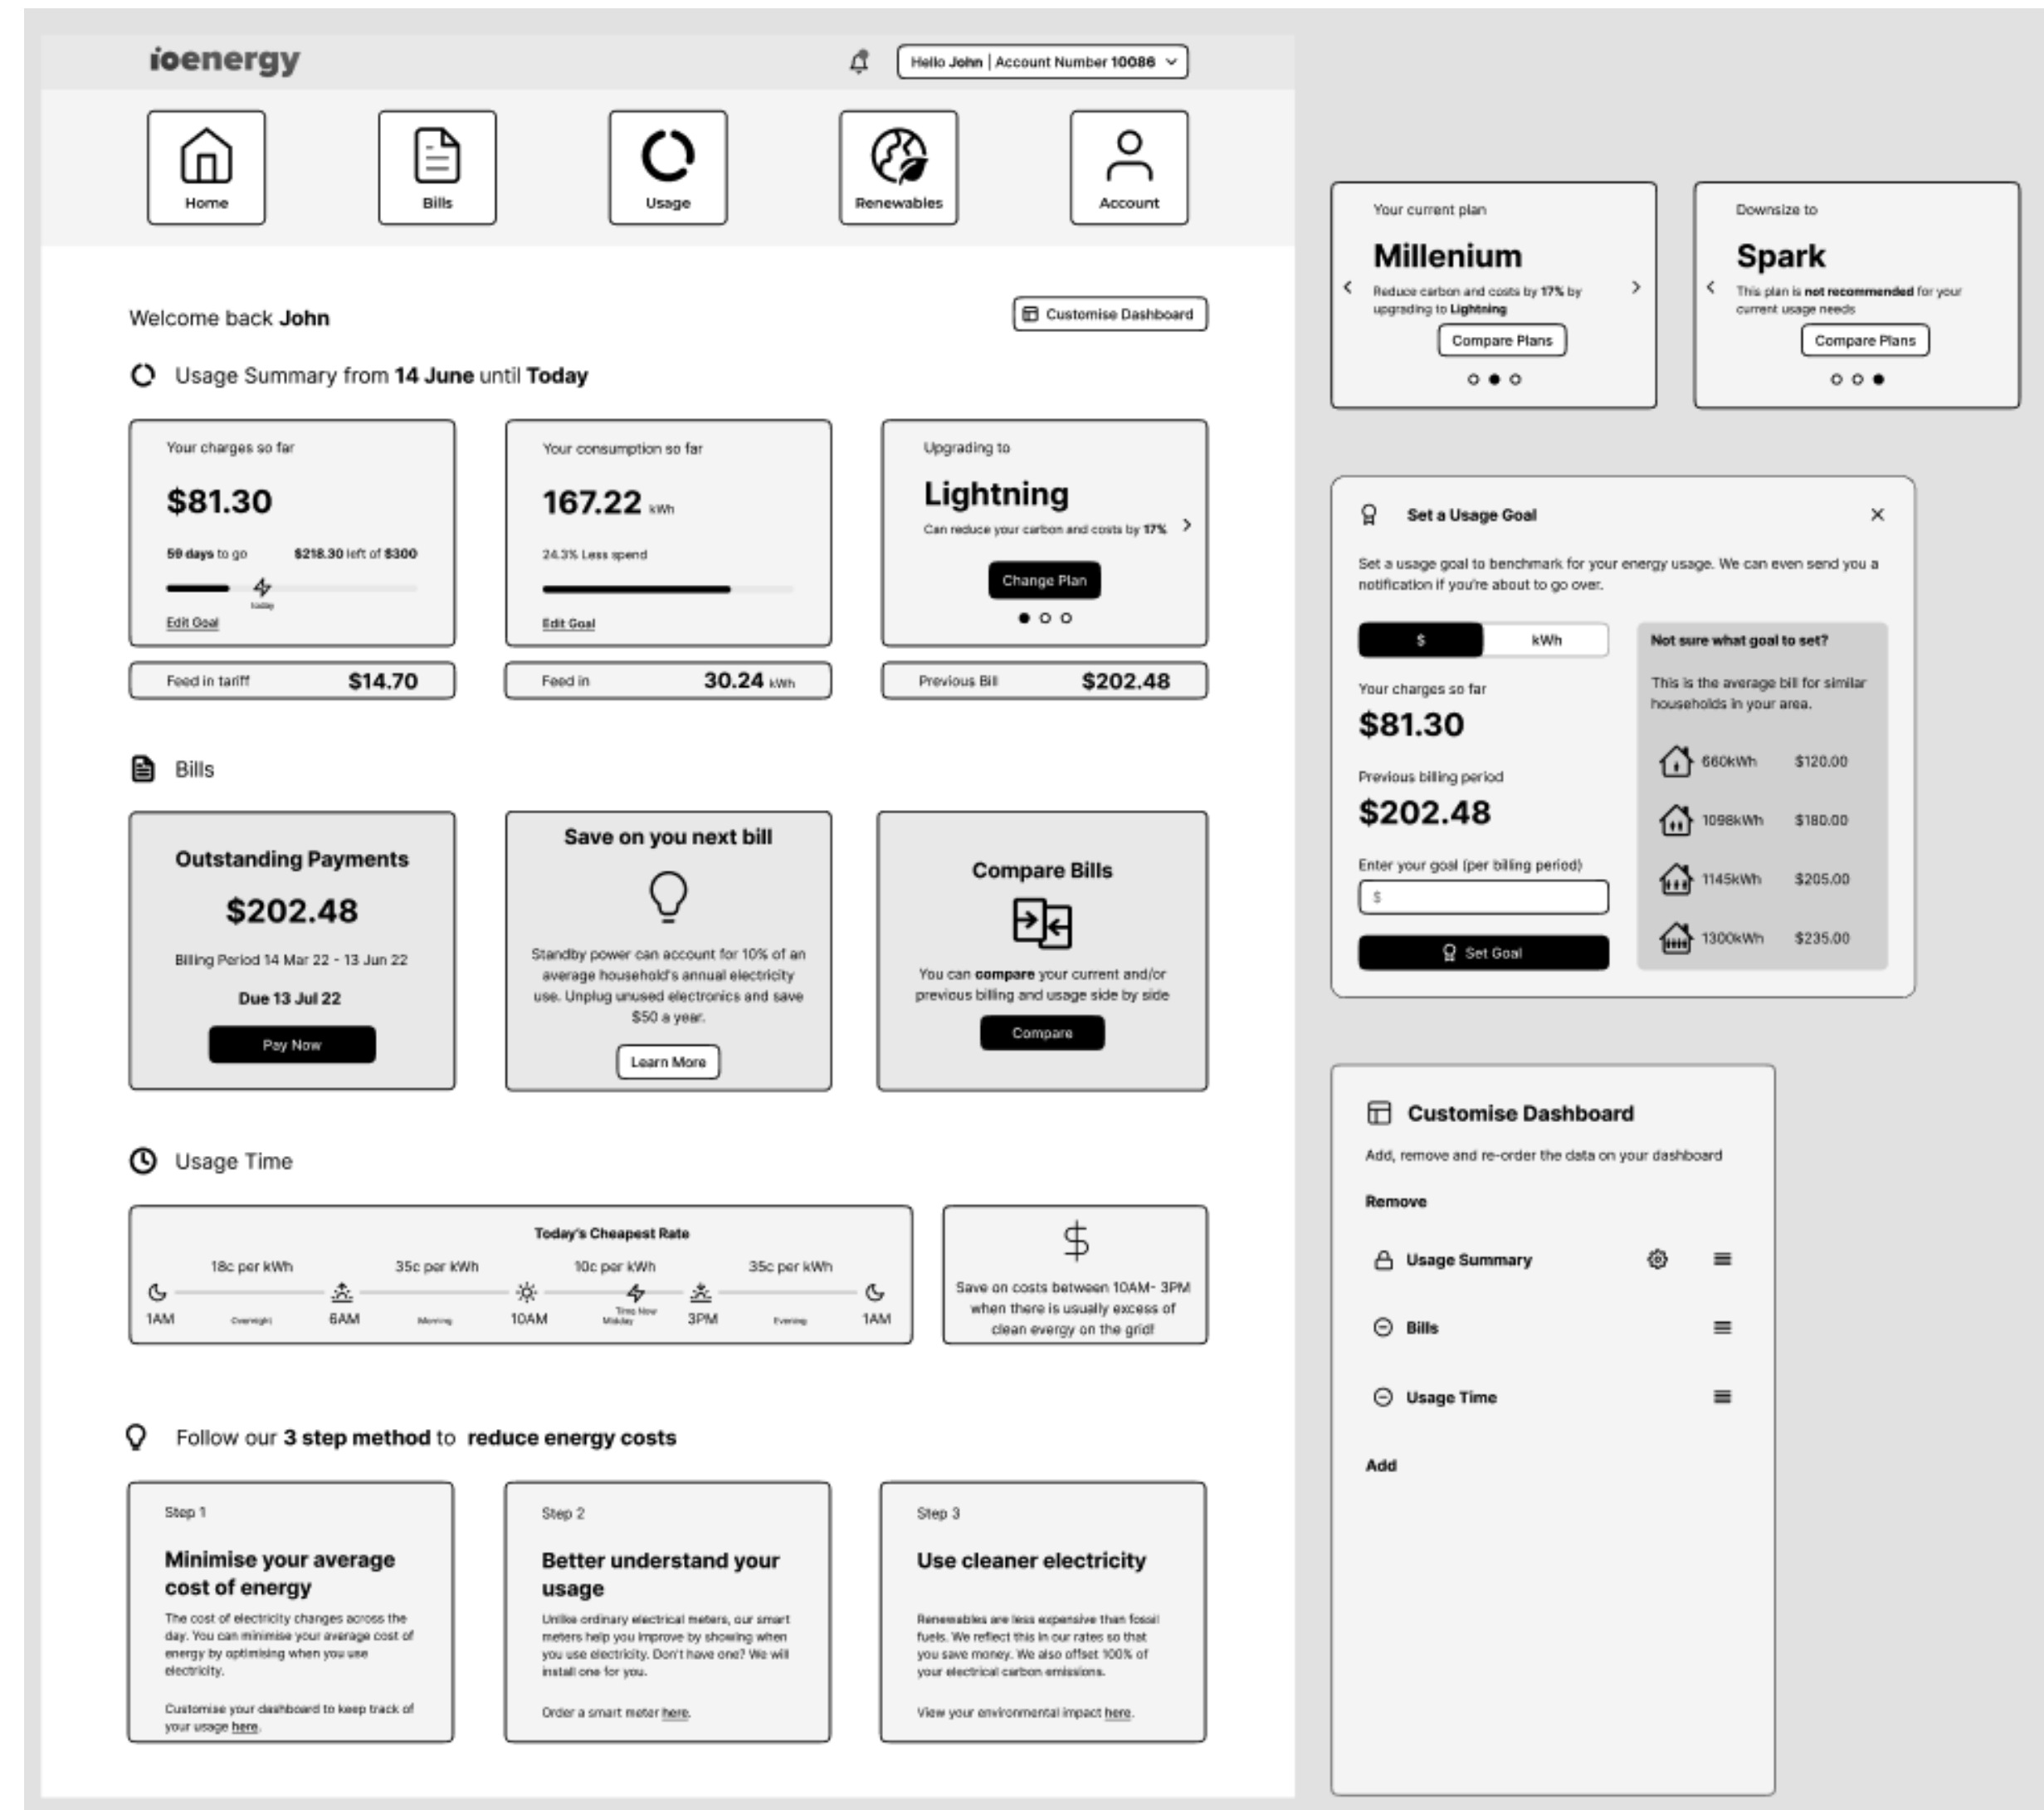 ioenergy
Hello John | Account Number 10086
Home
Bills
Usage
Renewables
Account
Welcome back John
Customise Dashboard
Usage Summary from 14 June until Today
Your charges so far
$81.30
59 days to go
$218.30 left of $300
today
Edit Goal
Your consumption so far
167.22 kWh
24.3% Less spend
Edit Goal
Upgrading to
Lightning
Can reduce your carbon and costs by 17%
Change Plan
Feed in tariff
$14.70
Feed in
30.24 kWh
Previous Bill
$202.48
Bills
Outstanding Payments
$202.48
Billing Period 14 Mar 22 - 13 Jun 22
Due 13 Jul 22
Pay Now
Save on you next bill
Standby power can account for 10% of an
average household's annual electricity
use. Unplug unused electronics and save
$50 a year.
Learn More
Compare Bills
You can compare your current and/or
previous billing and usage side by side
Compare
Usage Time
Today's Cheapest Rate
18c per kWh
35c per kWh
10c per kWh
35c per kWh
1AM
Overnight
6AM
Morning
10AM
Time Now
Midday
3PM
Evening
1AM
$
Save on costs between 10AM- 3PM
when there is usually excess of
clean evergy on the grid!
Follow our 3 step method to reduce energy costs
Step 1
Minimise your average
cost of energy
The cost of electricity changes across the
day. You can minimise your average cost of
energy by optimising when you use
electricity.
Customise your dashboard to keep track of
your usage here.
Step 2
Better understand your
usage
Unlike ordinary electrical meters, our smart
meters help you improve by showing when
you use electricity. Don't have one? We will
install one for you.
Order a smart meter here.
Step 3
Use cleaner electricity
Renewables are less expensive than fossil
fuels. We reflect this in our rates so that
you save money. We also offset 100% of
your electrical carbon emissions.
View your environmental impact here.
Your current plan
Millenium
Reduce carbon and costs by 17% by
upgrading to Lightning
Compare Plans
Downsize to
Spark
This plan is not recommended for your
current usage needs
Compare Plans
Set a Usage Goal
Set a usage goal to benchmark for your energy usage. We can even send you a
notification if you're about to go over.
$
kWh
Your charges so far
$81.30
Previous billing period
$202.48
Enter your goal (per billing period)
$
Set Goal
Not sure what goal to set?
This is the average bill for similar
households in your area.
660kWh $120.00
1098kWh $180.00
1145kWh $205.00
1300kWh $235.00
Customise Dashboard
Add, remove and re-order the data on your dashboard
Remove
Usage Summary
Bills
Usage Time
Add